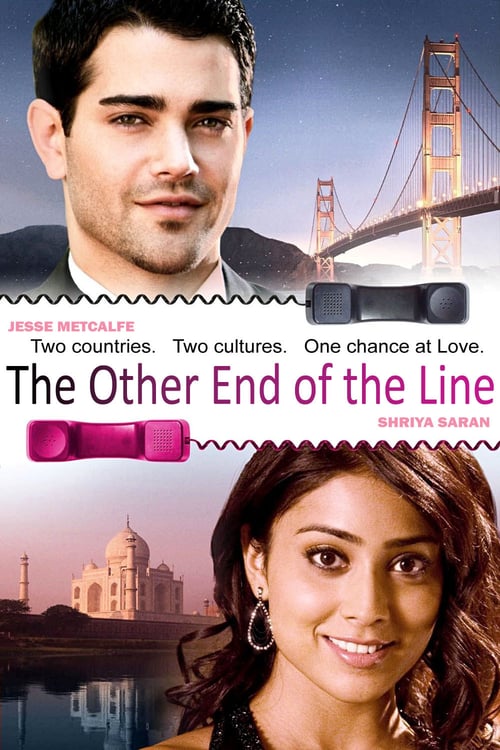 JESSE METCALFE
Two countries. Two cultures. One chance at Love.
The Other End of the Line
SHRIYA SARAN